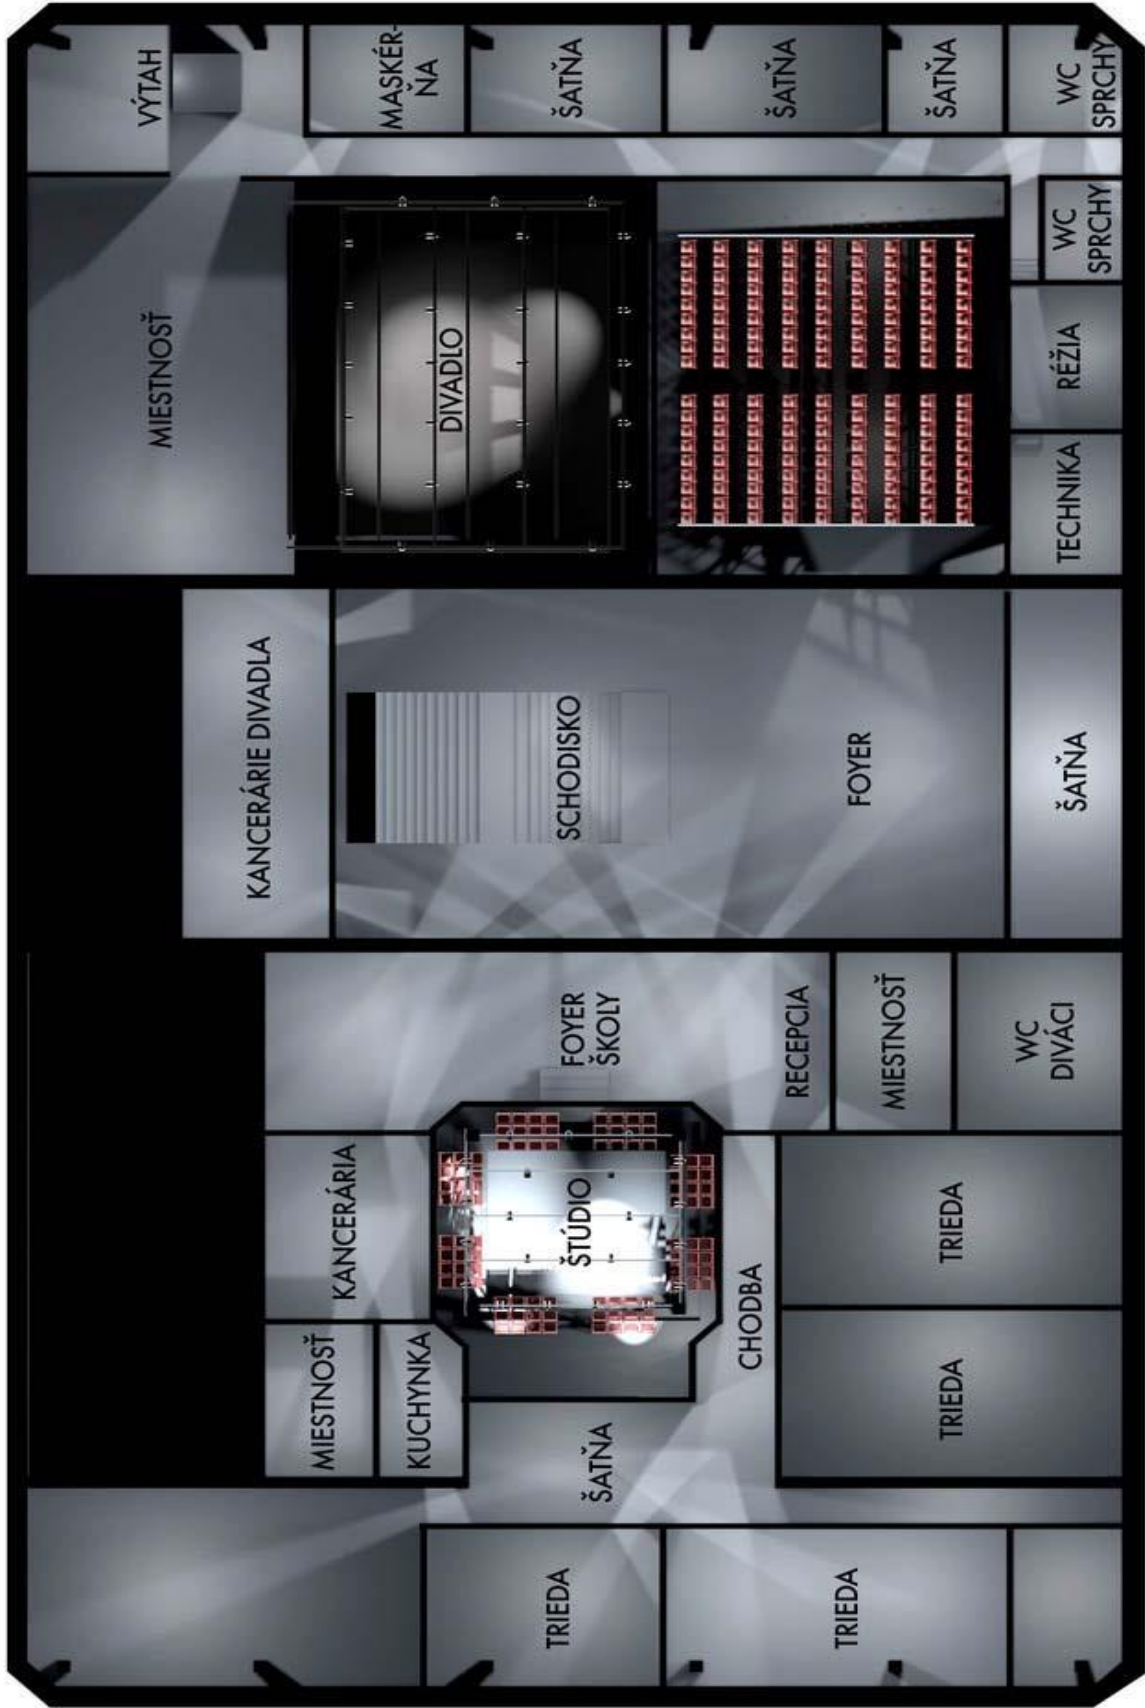 VÝTAH
MASKÉR-
ŇA
ŠATŇA
ŠATŇA
ŠATŇA
WC
SPRCHY
MIESTNOSŤ
DIVADLO
WC
SPRCHY
RÉŽIA
TECHNIKA
KANCERÁRIE DIVADLA
SCHODISKO
FOYER
ŠATŇA
FOYER
ŠKOLY
RECEPCIA
MIESTNOSŤ
WC
DIVÁCI
KANCERÁRIA
ŠTÚDIO
CHODBA
TRIEDA
MIESTNOSŤ
KUCHYNKA
ŠATŇA
TRIEDA
TRIEDA
TRIEDA